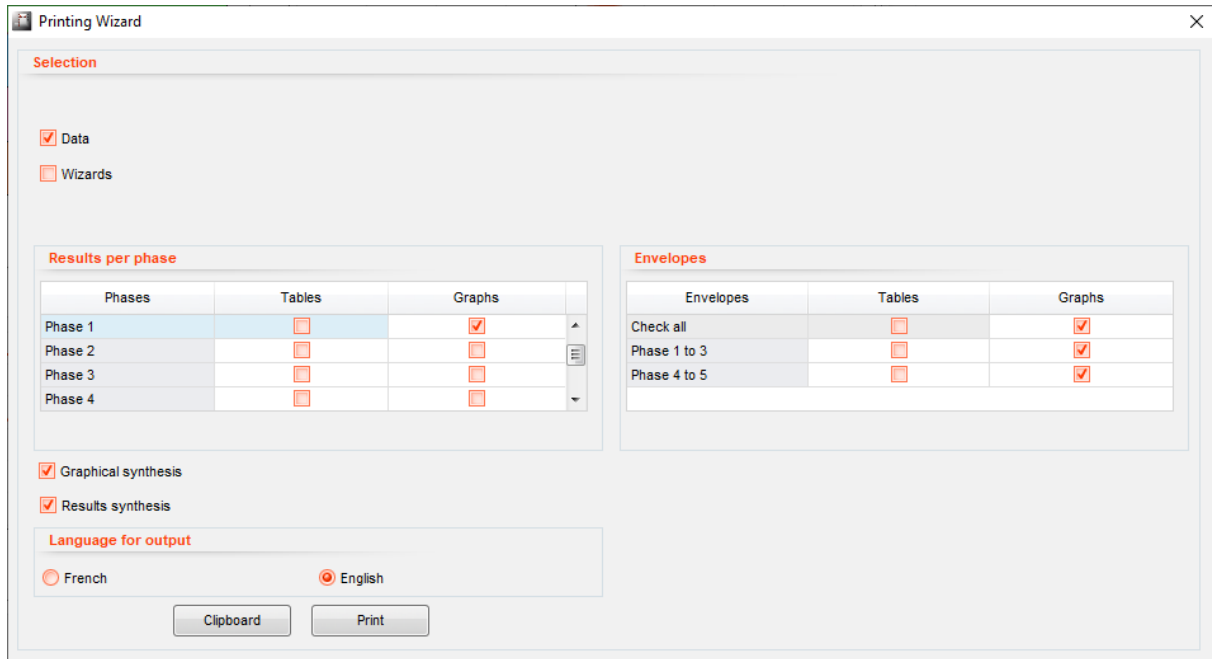 Printing Wizard
Selection
Data
Wizards
Results per phase
Phases Tables Graphs
Phase 1
Phase 2
Phase 3
Phase 4
Envelopes
Envelopes Tables Graphs
Check all
Phase 1 to 3
Phase 4 to 5
Graphical synthesis
Results synthesis
Language for output
French English
Clipboard Print